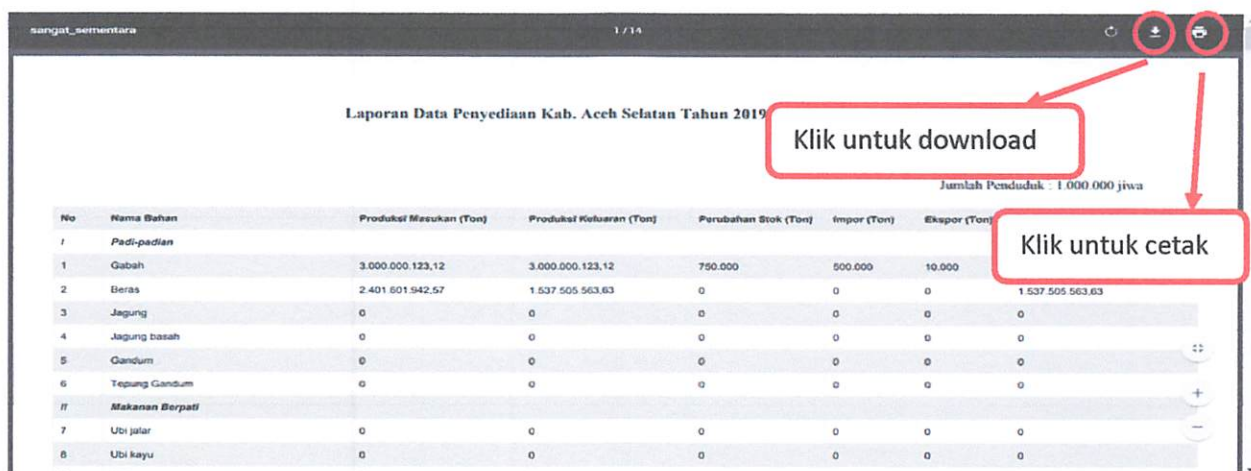 sangat_sementara 1 / 14
Laporan Data Penyediaan Kab. Aceh Selatan Tahun 2019
Klik untuk download
Jumlah Penduduk : 1.000.000 jiwa
No Nama Bahan Produksi Masukan (Ton) Produksi Keluaran (Ton) Perubahan Stok (Ton) Impor (Ton) Ekspor (Ton)
Klik untuk cetak
I Padi-padian
1 Gabah 3.000.000.123,12 3.000.000.123,12 750.000 500.000 10.000
2 Beras 2.401.601.942,57 1.537.505.563,63 0 0 0 1.537.505.563,63
3 Jagung 0 0 0 0 0 0
4 Jagung basah 0 0 0 0 0 0
5 Gandum 0 0 0 0 0 0
6 Tepung Gandum 0 0 0 0 0 0
II Makanan Berpati
7 Ubi jalar 0 0 0 0 0 0
8 Ubi kayu 0 0 0 0 0 0